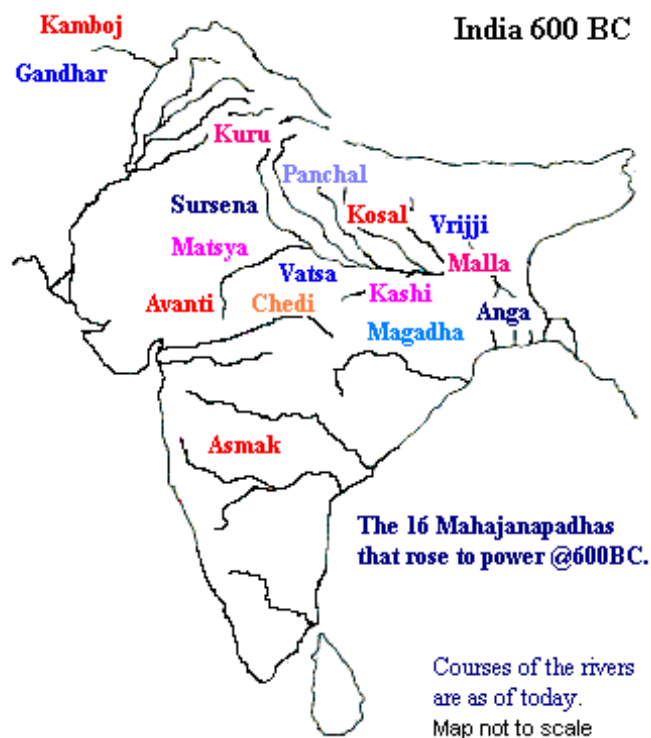 India 600 BC
Kamboj
Gandhar
Kuru
Panchal
Sursena
Kosal
Vrijji
Matsya
Malla
Vatsa
Kashi
Avanti
Chedi
Anga
Magadha
Asmak
The 16 Mahajanapadhas
that rose to power @600BC.
Courses of the rivers
are as of today.
Map not to scale